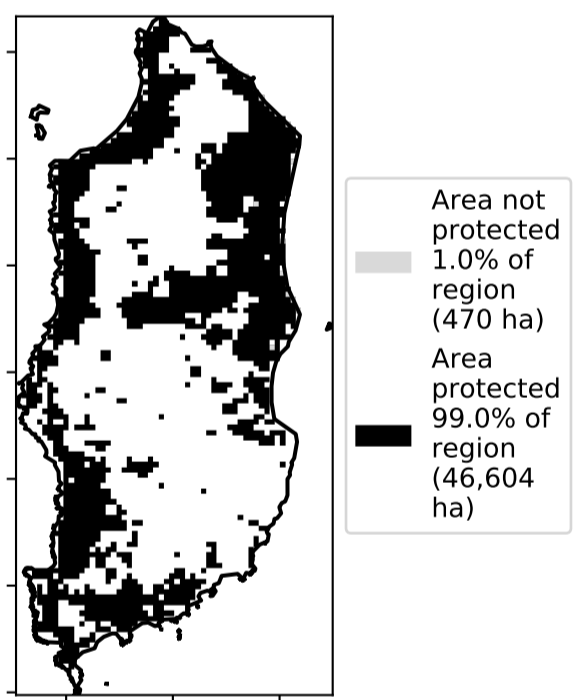 Area not
protected
1.0% of
region
(470 ha)
Area
protected
99.0% of
region
(46,604
ha)